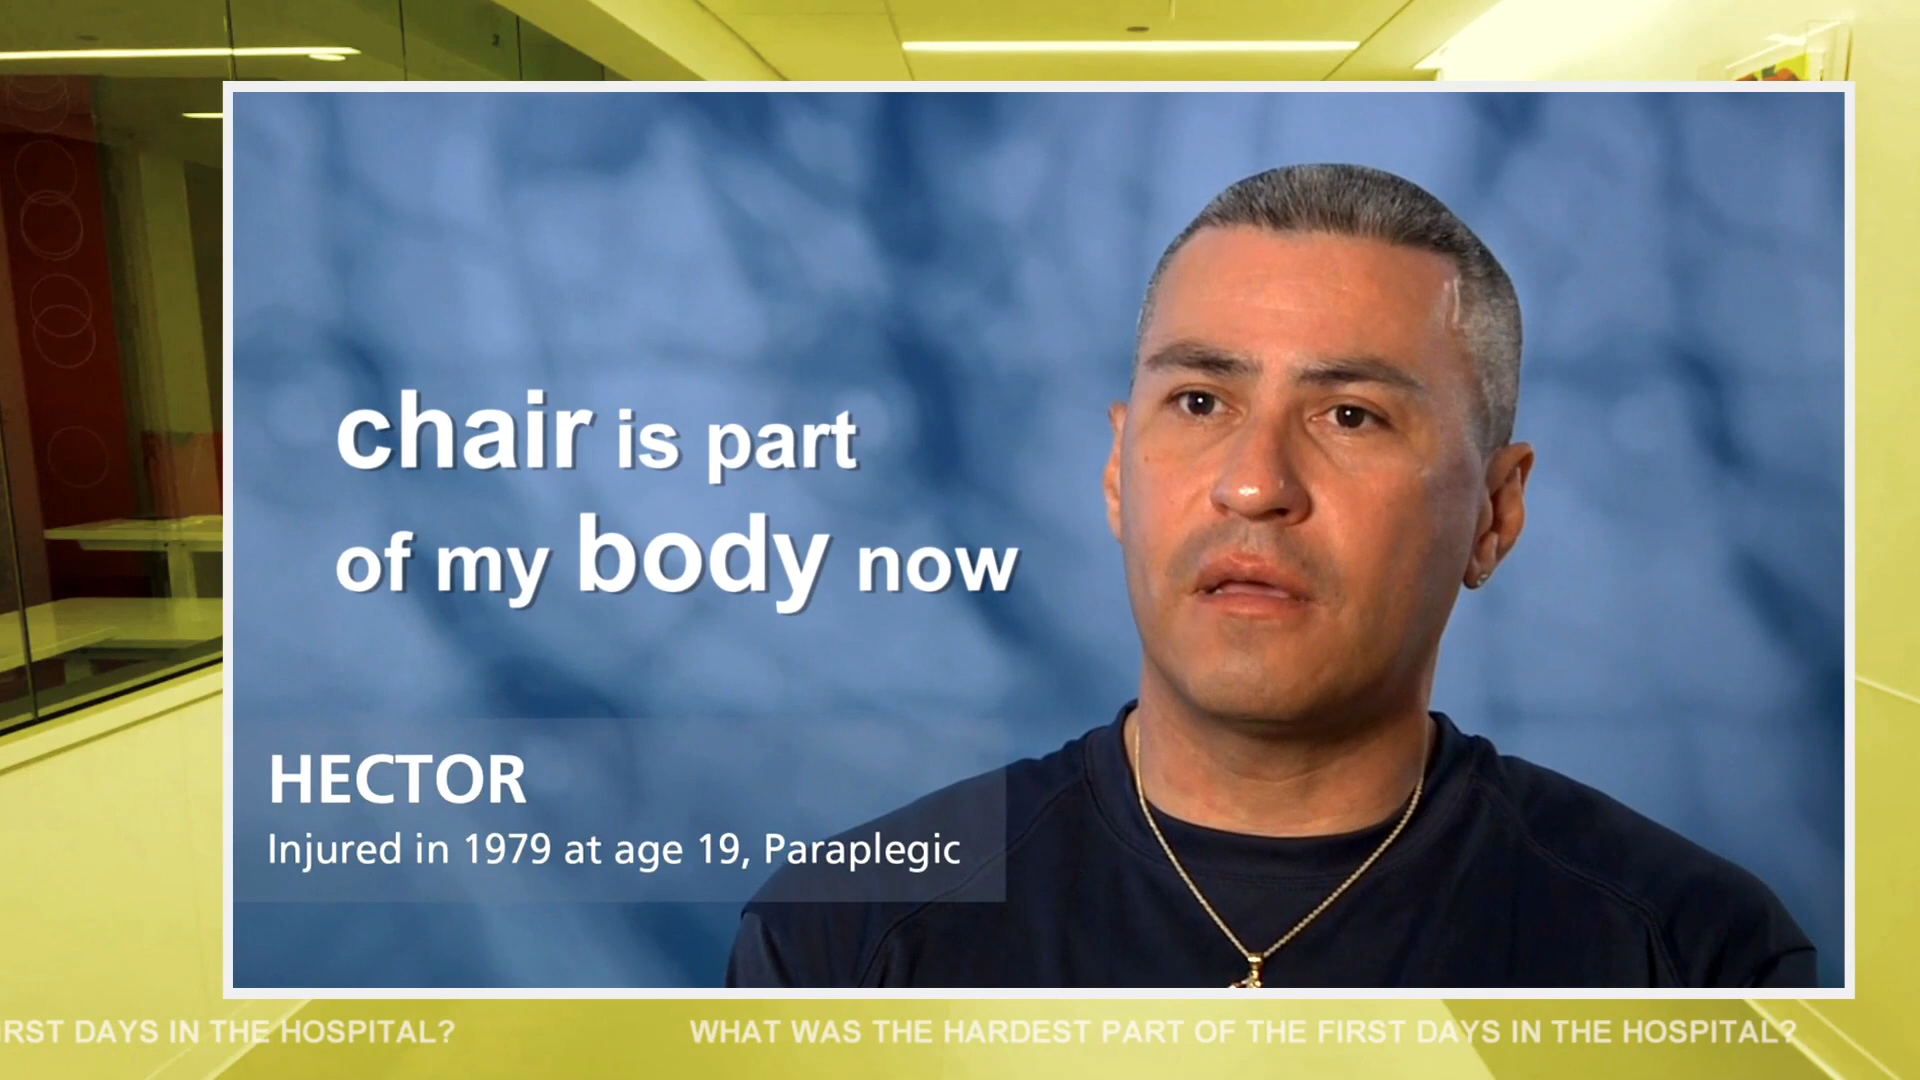 chair is part
of my body now
HECTOR
Injured in 1979 at age 19, Paraplegic
RST DAYS IN THE HOSPITAL?
WHAT WAS THE HARDEST PART OF THE FIRST DAYS IN THE HOSPITAL?